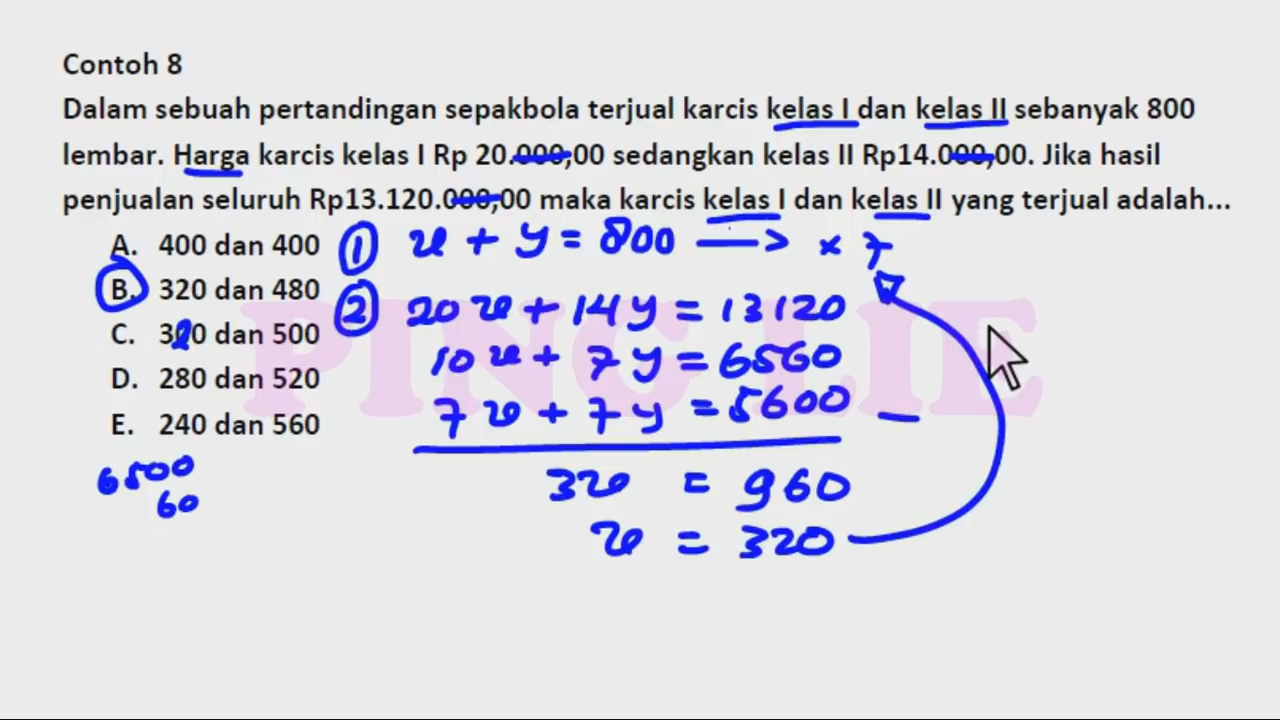 Contoh 8
Dalam sebuah pertandingan sepakbola terjual karcis kelas I dan kelas II sebanyak 800
lembar. Harga karcis kelas I Rp 20.000,00 sedangkan kelas II Rp14.000,00. Jika hasil
penjualan seluruh Rp13.120.000,00 maka karcis kelas I dan kelas II yang terjual adalah...
A. 400 dan 400
B. 320 dan 480
C. 300 dan 500
D. 280 dan 520
E. 240 dan 560
① x + y = 800 —> × 7
② 20x + 14y = 13120
10x + 7y = 6560
7x + 7y = 5600 —
3x = 960
x = 320
6500
60
PING LIE